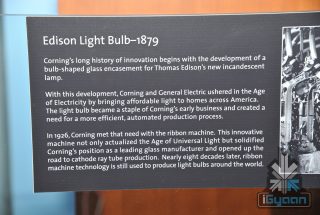 Edison Light Bulb–1879
Corning's long history of innovation begins with the development of a
bulb-shaped glass encasement for Thomas Edison's new incandescent
lamp.
With this development, Corning and General Electric ushered in the Age
of Electricity by bringing affordable light to homes across America.
The light bulb became a staple of Corning's early business and created a
need for a more efficient, automated production process.
In 1926, Corning met that need with the ribbon machine. This innovative
machine not only actualized the Age of Universal Light but solidified
Corning's position as a leading glass manufacturer and opened up the
road to cathode ray tube production. Nearly eight decades later, ribbon
machine technology is still used to produce light bulbs around the world.
iGyaan